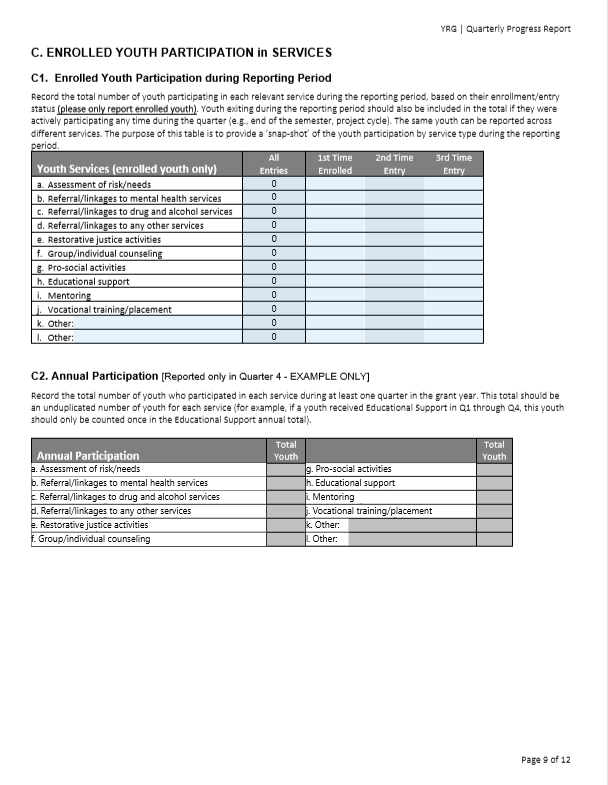 YRG | Quarterly Progress Report
C. ENROLLED YOUTH PARTICIPATION in SERVICES
C1. Enrolled Youth Participation during Reporting Period
Record the total number of youth participating in each relevant service during the reporting period, based on their enrollment/entry
status (please only report enrolled youth). Youth exiting during the reporting period should also be included in the total if they were
actively participating any time during the quarter (e.g., end of the semester, project cycle). The same youth can be reported across
different services. The purpose of this table is to provide a 'snap-shot' of the youth participation by service type during the reporting
period.
Youth Services (enrolled youth only) All Entries 1st Time Enrolled 2nd Time Entry 3rd Time Entry
a. Assessment of risk/needs 0
b. Referral/linkages to mental health services 0
c. Referral/linkages to drug and alcohol services 0
d. Referral/linkages to any other services 0
e. Restorative justice activities 0
f. Group/individual counseling 0
g. Pro-social activities 0
h. Educational support 0
i. Mentoring 0
j. Vocational training/placement 0
k. Other: 0
l. Other: 0
C2. Annual Participation [Reported only in Quarter 4 - EXAMPLE ONLY]
Record the total number of youth who participated in each service during at least one quarter in the grant year. This total should be
an unduplicated number of youth for each service (for example, if a youth received Educational Support in Q1 through Q4, this youth
should only be counted once in the Educational Support annual total).
Annual Participation Total Youth Total Youth
a. Assessment of risk/needs g. Pro-social activities
b. Referral/linkages to mental health services h. Educational support
c. Referral/linkages to drug and alcohol services i. Mentoring
d. Referral/linkages to any other services j. Vocational training/placement
e. Restorative justice activities k. Other:
f. Group/individual counseling l. Other:
Page 9 of 12